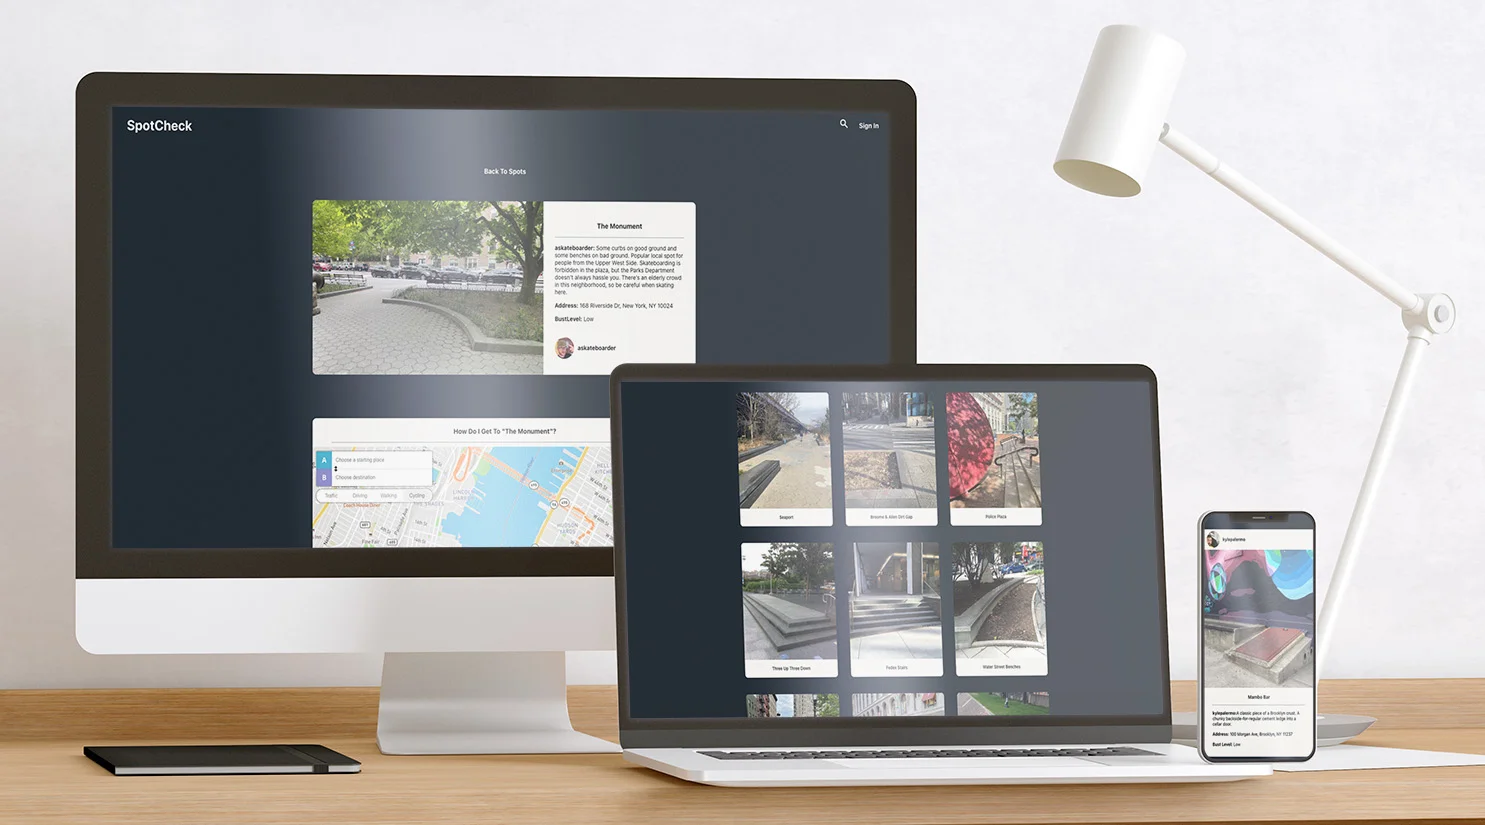 SpotCheck
Sign In
Back To Spots
The Monument
askateboarder: Some curbs on good ground and
some benches on bad ground. Popular local spot for
people from the Upper West Side. Skateboarding is
forbidden in the plaza, but the Parks Department
doesn't always hassle you. There's an elderly crowd
in this neighborhood, so be careful when skating
here.
Address: 168 Riverside Dr, New York, NY 10024
BustLevel: Low
askateboarder
How Do I Get To "The Monument"?
A
Choose a starting place
B
Choose destination
Traffic
Driving
Walking
Cycling
Seaport
Broome & Allen Dirt Gap
Police Plaza
Three Up Three Down
Fedex Stairs
Water Street Benches
kylepalermo
Mambo Bar
kylepalermo A classic piece of a Brooklyn crust. A
chunky backside-for-regular cement ledge into a
cellar door.
Address: 100 Morgan Ave, Brooklyn, NY 11237
Bust Level: Low